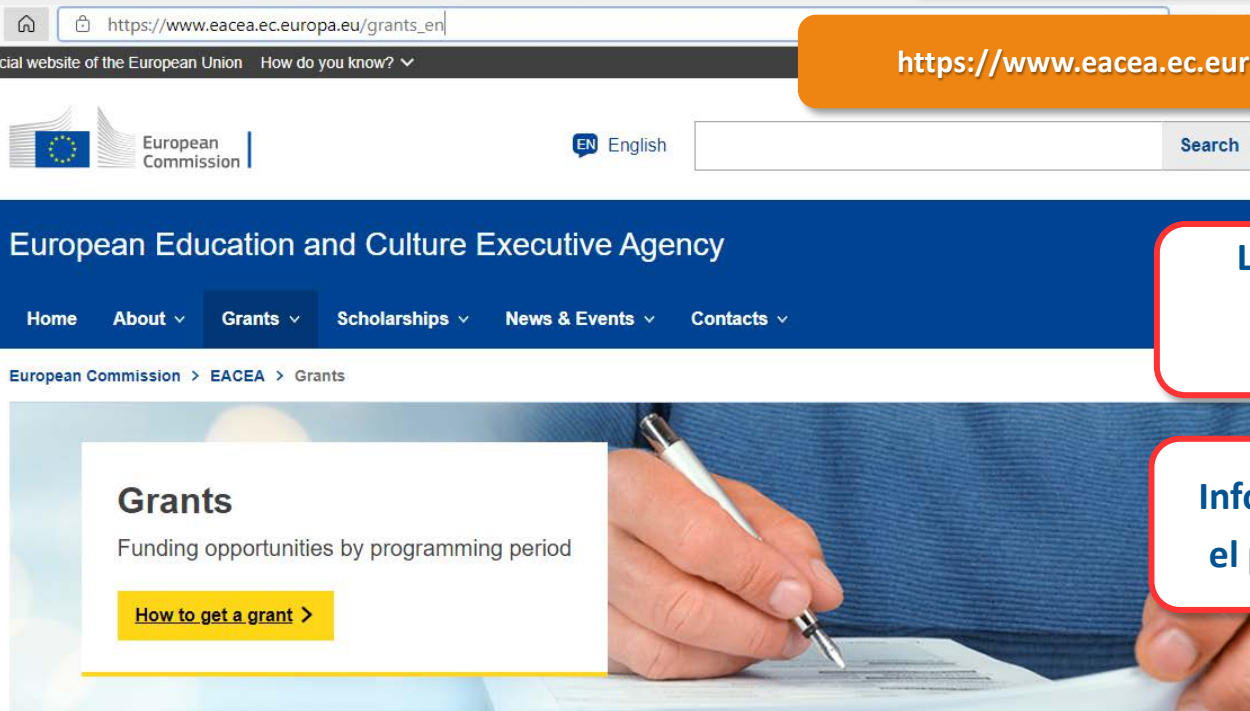 https://www.eacea.ec.europa.eu/grants_en
https://www.eacea.ec.eur
cial website of the European Union How do you know?
European
Commission
EN English
Search
European Education and Culture Executive Agency
L
Home About Grants Scholarships News & Events Contacts
European Commission > EACEA > Grants
Grants
Info
el p
Funding opportunities by programming period
How to get a grant >